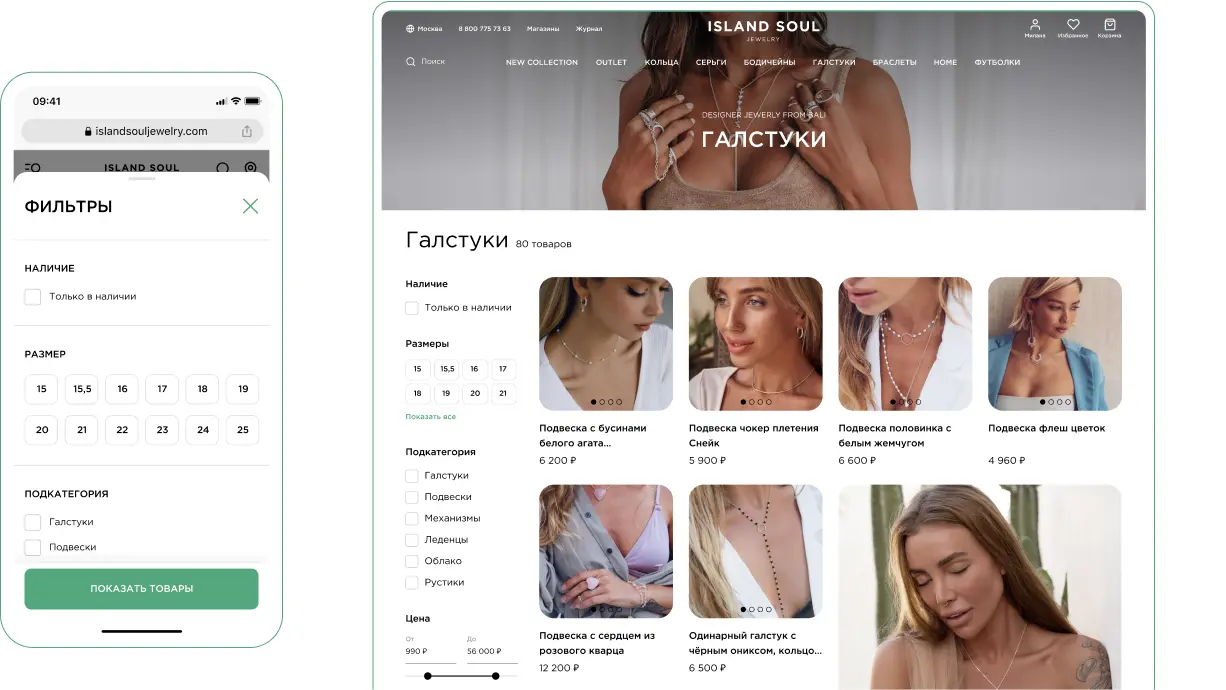 09:41
islandsouljewelry.com
ISLAND SOUL
ФИЛЬТРЫ
НАЛИЧИЕ
Только в наличии
РАЗМЕР
15 15,5 16 17 18 19
20 21 22 23 24 25
ПОДКАТЕГОРИЯ
Галстуки
Подвески
ПОКАЗАТЬ ТОВАРЫ
Москва 8 800 775 73 63 Магазины Журнал
ISLAND SOUL
JEWELRY
Милана Избранное Корзина
Поиск NEW COLLECTION OUTLET КОЛЬЦА СЕРЬГИ БОДИЧЕЙНЫ ГАЛСТУКИ БРАСЛЕТЫ HOME ФУТБОЛКИ
DESIGNER JEWERLY FROM BALI
ГАЛСТУКИ
Галстуки 80 товаров
Наличие
Только в наличии
Размеры
15 15,5 16 17
18 19 20 21
Показать все
Подкатегория
Галстуки
Подвески
Механизмы
Леденцы
Облако
Рустики
Цена
От До
990 ₽ 56 000 ₽
Подвеска с бусинами
белого агата...
6 200 ₽
Подвеска чокер плетения
Снейк
5 900 ₽
Подвеска половинка с
белым жемчугом
6 600 ₽
Подвеска флеш цветок
4 960 ₽
Подвеска с сердцем из
розового кварца
12 200 ₽
Одинарный галстук с
чёрным ониксом, кольцо...
6 500 ₽